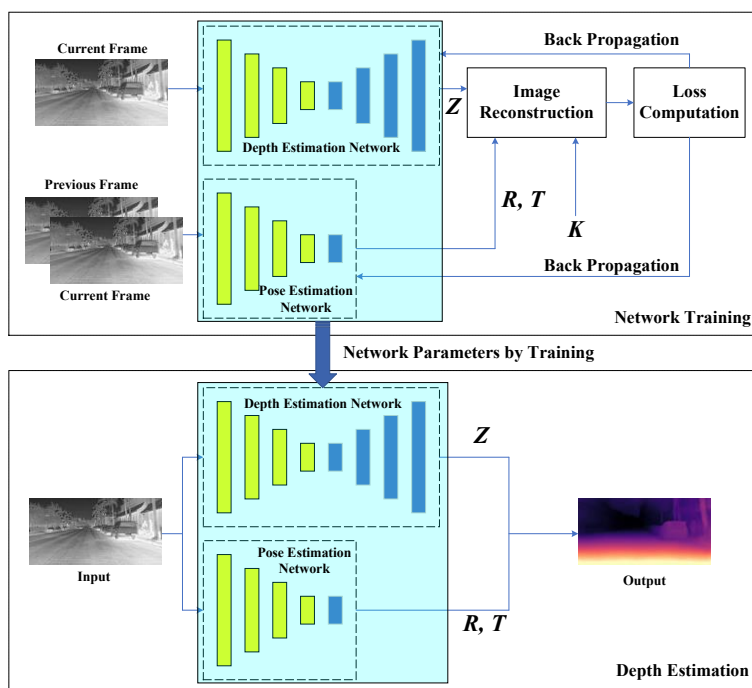 Current Frame
Back Propagation
Image
Reconstruction
Loss
Computation
Z
Depth Estimation Network
Previous Frame
R, T
K
Current Frame
Pose Estimation
Network
Back Propagation
Network Training
Network Parameters by Training
Depth Estimation Network
Z
Input
Pose Estimation
Network
Output
R, T
Depth Estimation